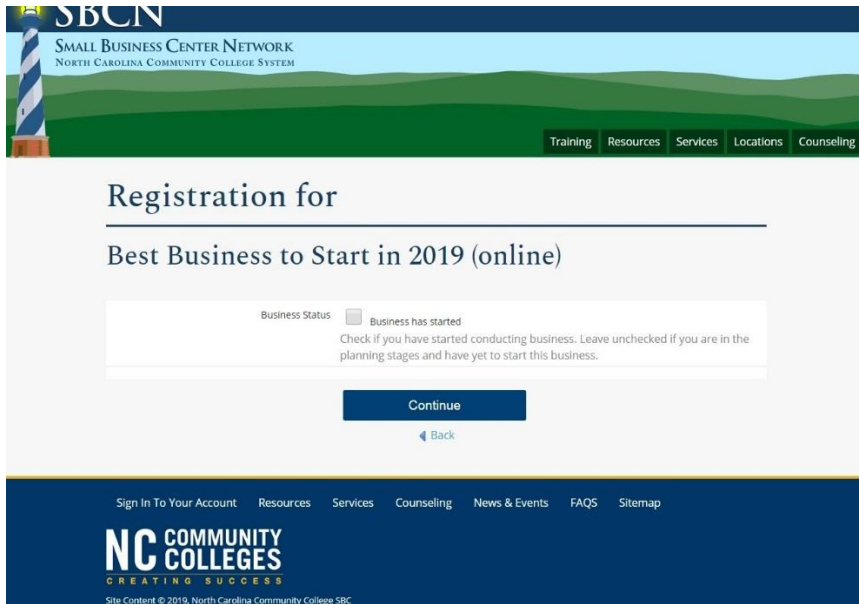 SBCN
SMALL BUSINESS CENTER NETWORK
NORTH CAROLINA COMMUNITY COLLEGE SYSTEM
Training Resources Services Locations Counseling
Registration for
Best Business to Start in 2019 (online)
Business Status Business has started
Check if you have started conducting business. Leave unchecked if you are in the
planning stages and have yet to start this business.
Continue
Back
Sign In To Your Account Resources Services Counseling News & Events FAQS Sitemap
NC COMMUNITY
COLLEGES
CREATING SUCCESS
Site Content © 2019, North Carolina Community College SBC